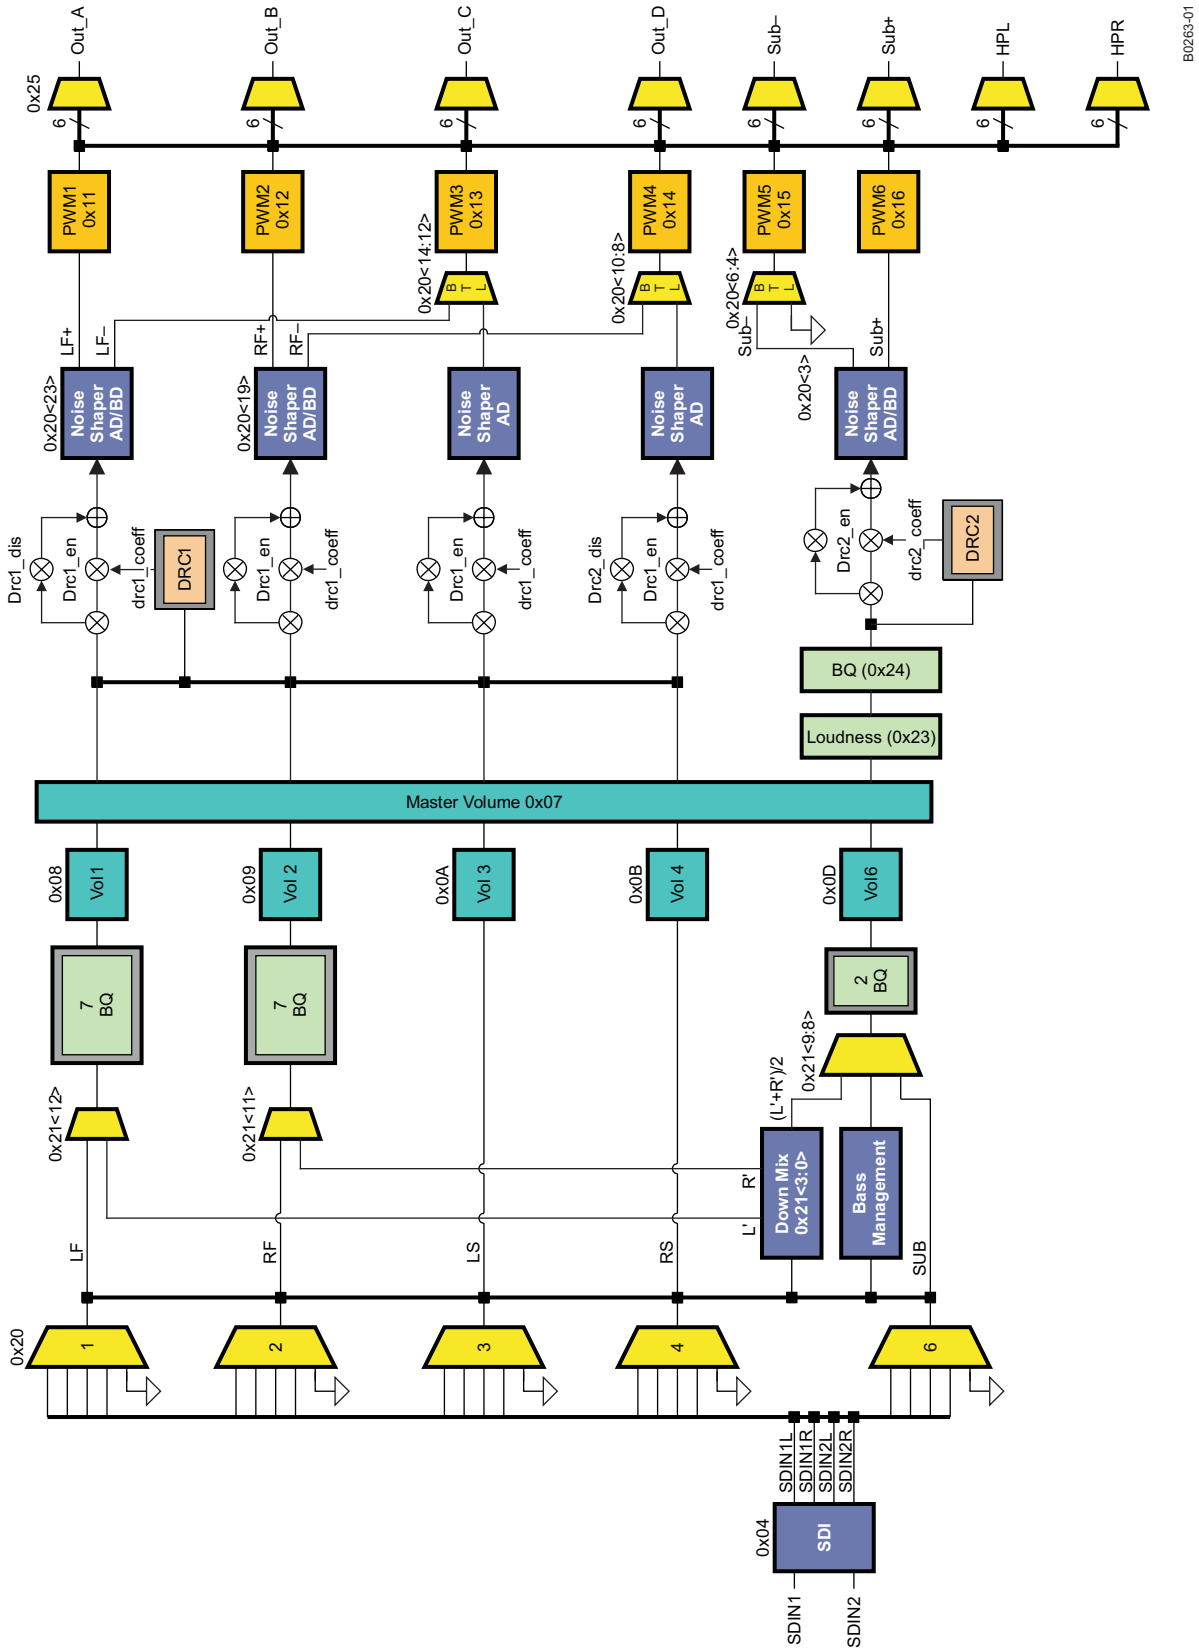 SDIN1
SDIN2
0x04
SDI
SDIN1L
SDIN1R
SDIN2L
SDIN2R
0x20
1
2
3
4
6
LF
RF
LS
RS
SUB
L'
R'
Down Mix
0x21<3:0>
(L'+R')/2
Bass
Management
0x21<12>
0x21<11>
0x21<9:8>
7
BQ
7
BQ
2
BQ
0x08
Vol1
0x09
Vol 2
0x0A
Vol 3
0x0B
Vol 4
0x0D
Vol6
Master Volume 0x07
Loudness (0x23)
BQ (0x24)
Drc1_dis
Drc1_en
drc1_coeff
DRC1
Drc1_en
drc1_coeff
Drc1_en
drc1_coeff
Drc2_dis
Drc1_en
drc1_coeff
Drc2_en
drc2_coeff
DRC2
0x20<23>
Noise
Shaper
AD/BD
0x20<19>
Noise
Shaper
AD/BD
Noise
Shaper
AD
Noise
Shaper
AD
0x20<3>
Noise
Shaper
AD/BD
LF+
LF–
RF+
RF–
Sub–
Sub+
0x20<14:12>
B
T
L
0x20<10:8>
B
T
L
0x20<6:4>
B
T
L
PWM1
0x11
PWM2
0x12
PWM3
0x13
PWM4
0x14
PWM5
0x15
PWM6
0x16
0x25
6
6
6
6
6
6
6
6
Out_A
Out_B
Out_C
Out_D
Sub–
Sub+
HPL
HPR
B0263-01